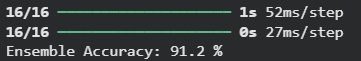 16/16 ━━━━━━━━━━━━━━━━━━━━ 1s 52ms/step
16/16 ━━━━━━━━━━━━━━━━━━━━ 0s 27ms/step
Ensemble Accuracy: 91.2 %